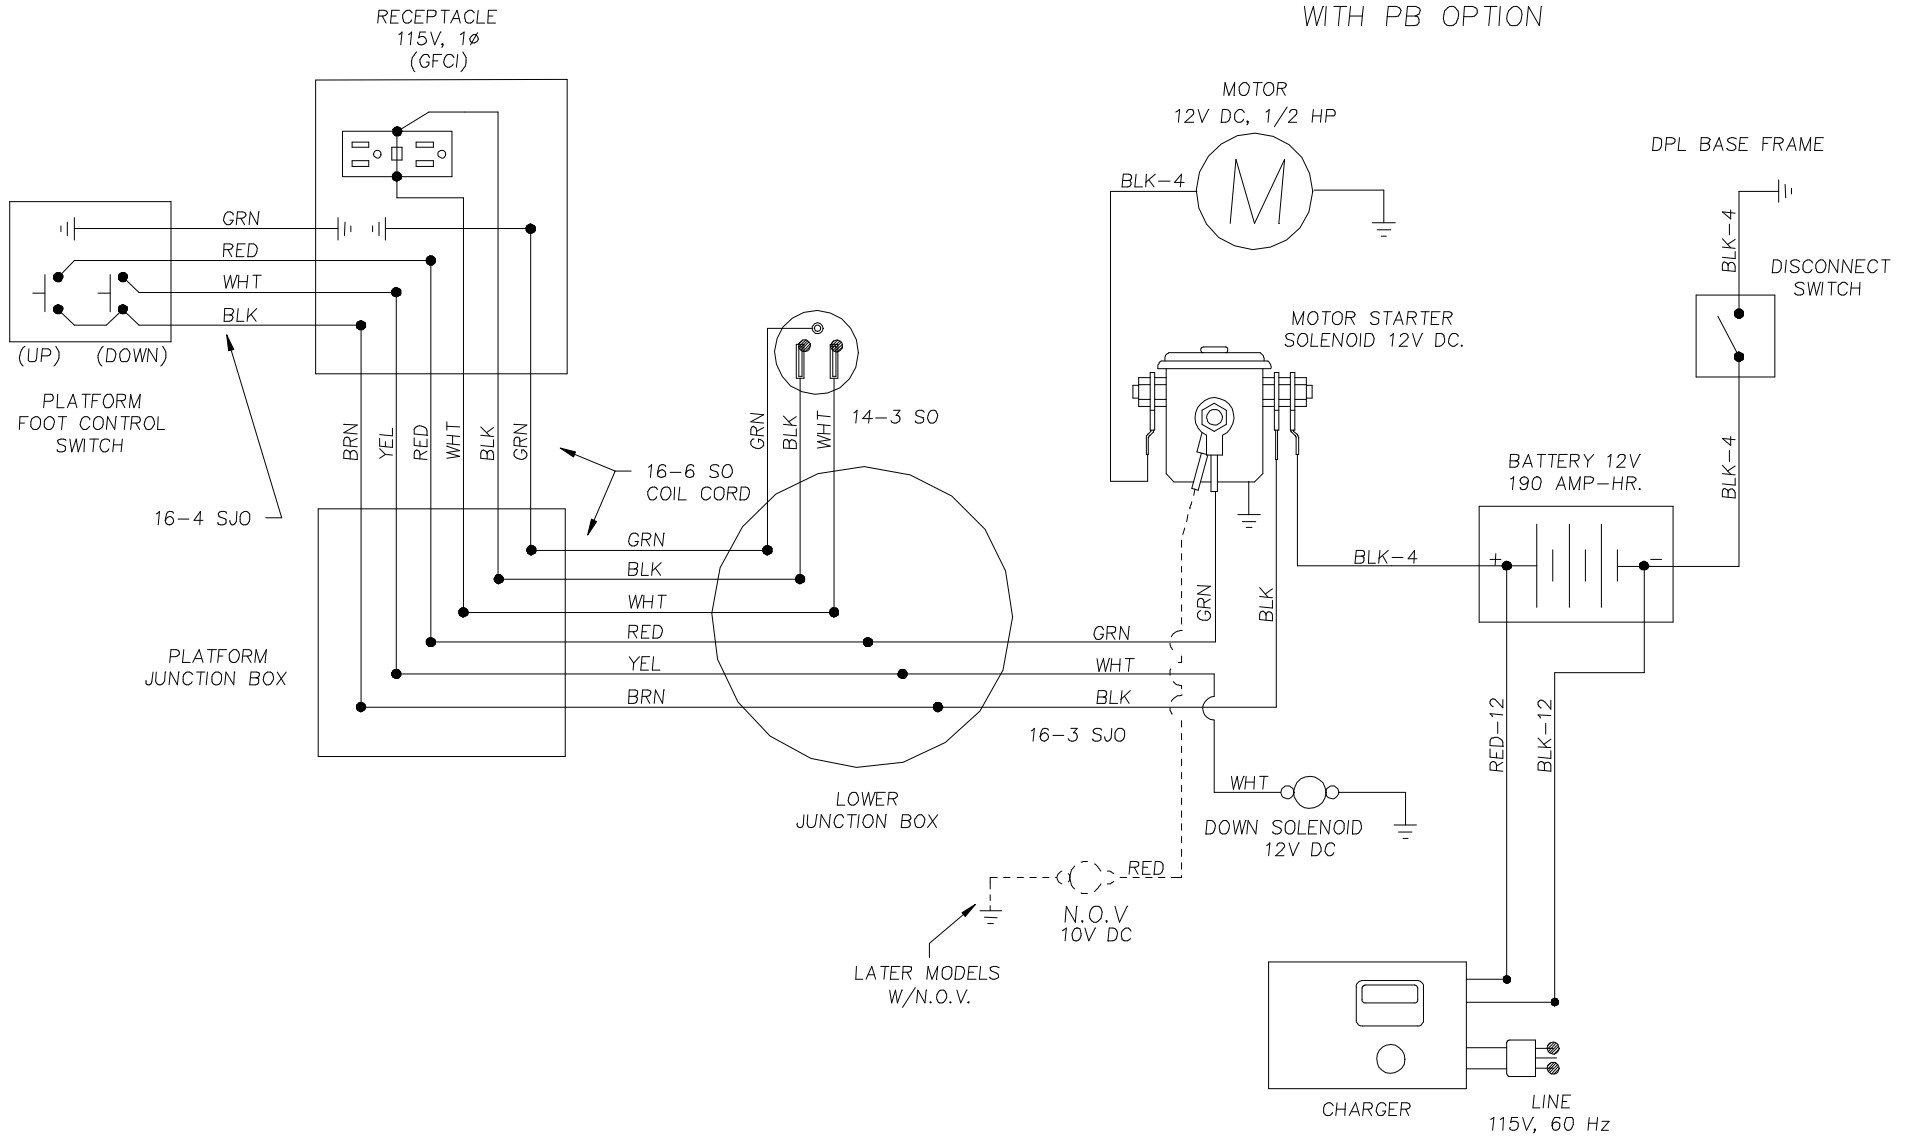 WITH PB OPTION
RECEPTACLE
115V, 1ø
(GFCI)
MOTOR
12V DC, 1/2 HP
DPL BASE FRAME
BLK-4
BLK-4
DISCONNECT
SWITCH
GRN
RED
WHT
BLK
(UP)
(DOWN)
PLATFORM
FOOT CONTROL
SWITCH
16-4 SJO
MOTOR STARTER
SOLENOID 12V DC.
BRN
YEL
RED
WHT
BLK
GRN
16-6 SO
COIL CORD
GRN
BLK
WHT
14-3 SO
BATTERY 12V
190 AMP-HR.
BLK-4
BLK-4
+
-
GRN
BLK
GRN
BLK
WHT
RED
YEL
BRN
GRN
WHT
BLK
16-3 SJO
PLATFORM
JUNCTION BOX
LOWER
JUNCTION BOX
RED-12
BLK-12
WHT
DOWN SOLENOID
12V DC
RED
N.O.V
10V DC
LATER MODELS
W/N.O.V.
CHARGER
LINE
115V, 60 Hz
M